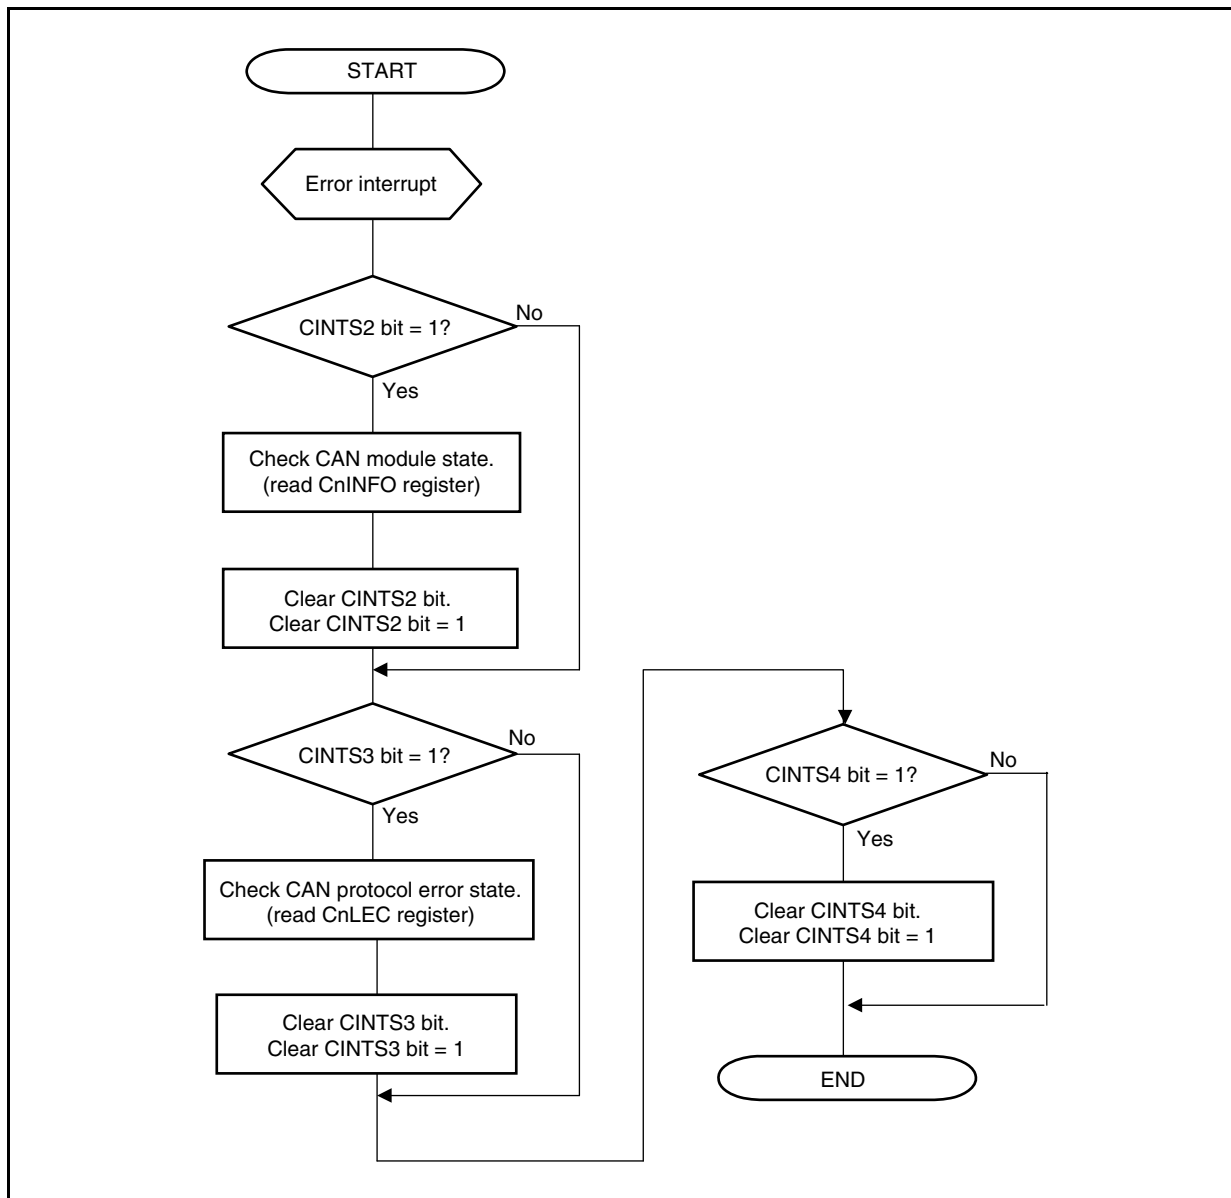 START
Error interrupt
CINTS2 bit = 1?
No
Yes
Check CAN module state.
(read CnINFO register)
Clear CINTS2 bit.
Clear CINTS2 bit = 1
CINTS3 bit = 1?
No
Yes
Check CAN protocol error state.
(read CnLEC register)
Clear CINTS3 bit.
Clear CINTS3 bit = 1
CINTS4 bit = 1?
No
Yes
Clear CINTS4 bit.
Clear CINTS4 bit = 1
END